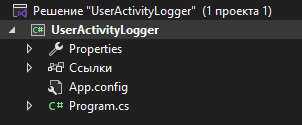 Решение "UserActivityLogger" (1 проекта 1)
UserActivityLogger
Properties
Ссылки
App.config
C# Program.cs